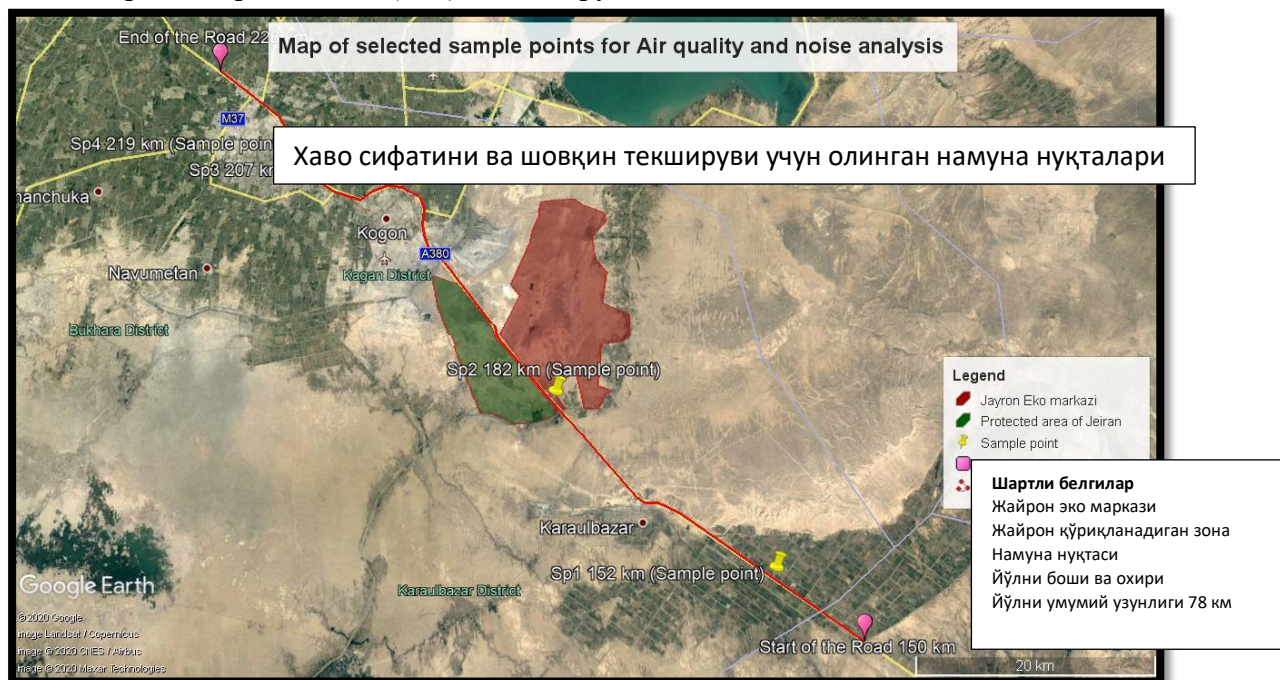 End of the Road 228
Map of selected sample points for Air quality and noise analysis
M37
Sp4 219 km (Sample poin
Хаво сифатини ва шовқин текшируви учун олинган намуна нуқталари
Sp3 207 k
anchuka
Kogon
A380
Navumetan
Kagan District
Bukhara District
Sp2 182 km (Sample point)
Legend
Jayron Eko markazi
Protected area of Jeiran
Sample point
Шартли белгилар
Жайрон эко маркази
Жайрон қўриқланадиган зона
Намуна нуқтаси
Йўлни боши ва охири
Йўлни умумий узунлиги 78 км
Karaulbazar
Sp1 152 km (Sample point)
Google Earth
Karaulbazar District
© 2020 Google
Image Landsat / Copernicus
Image © 2020 CNES / Airbus
Image © 2020 Maxar Technologies
Start of the Road 150 km
20 km